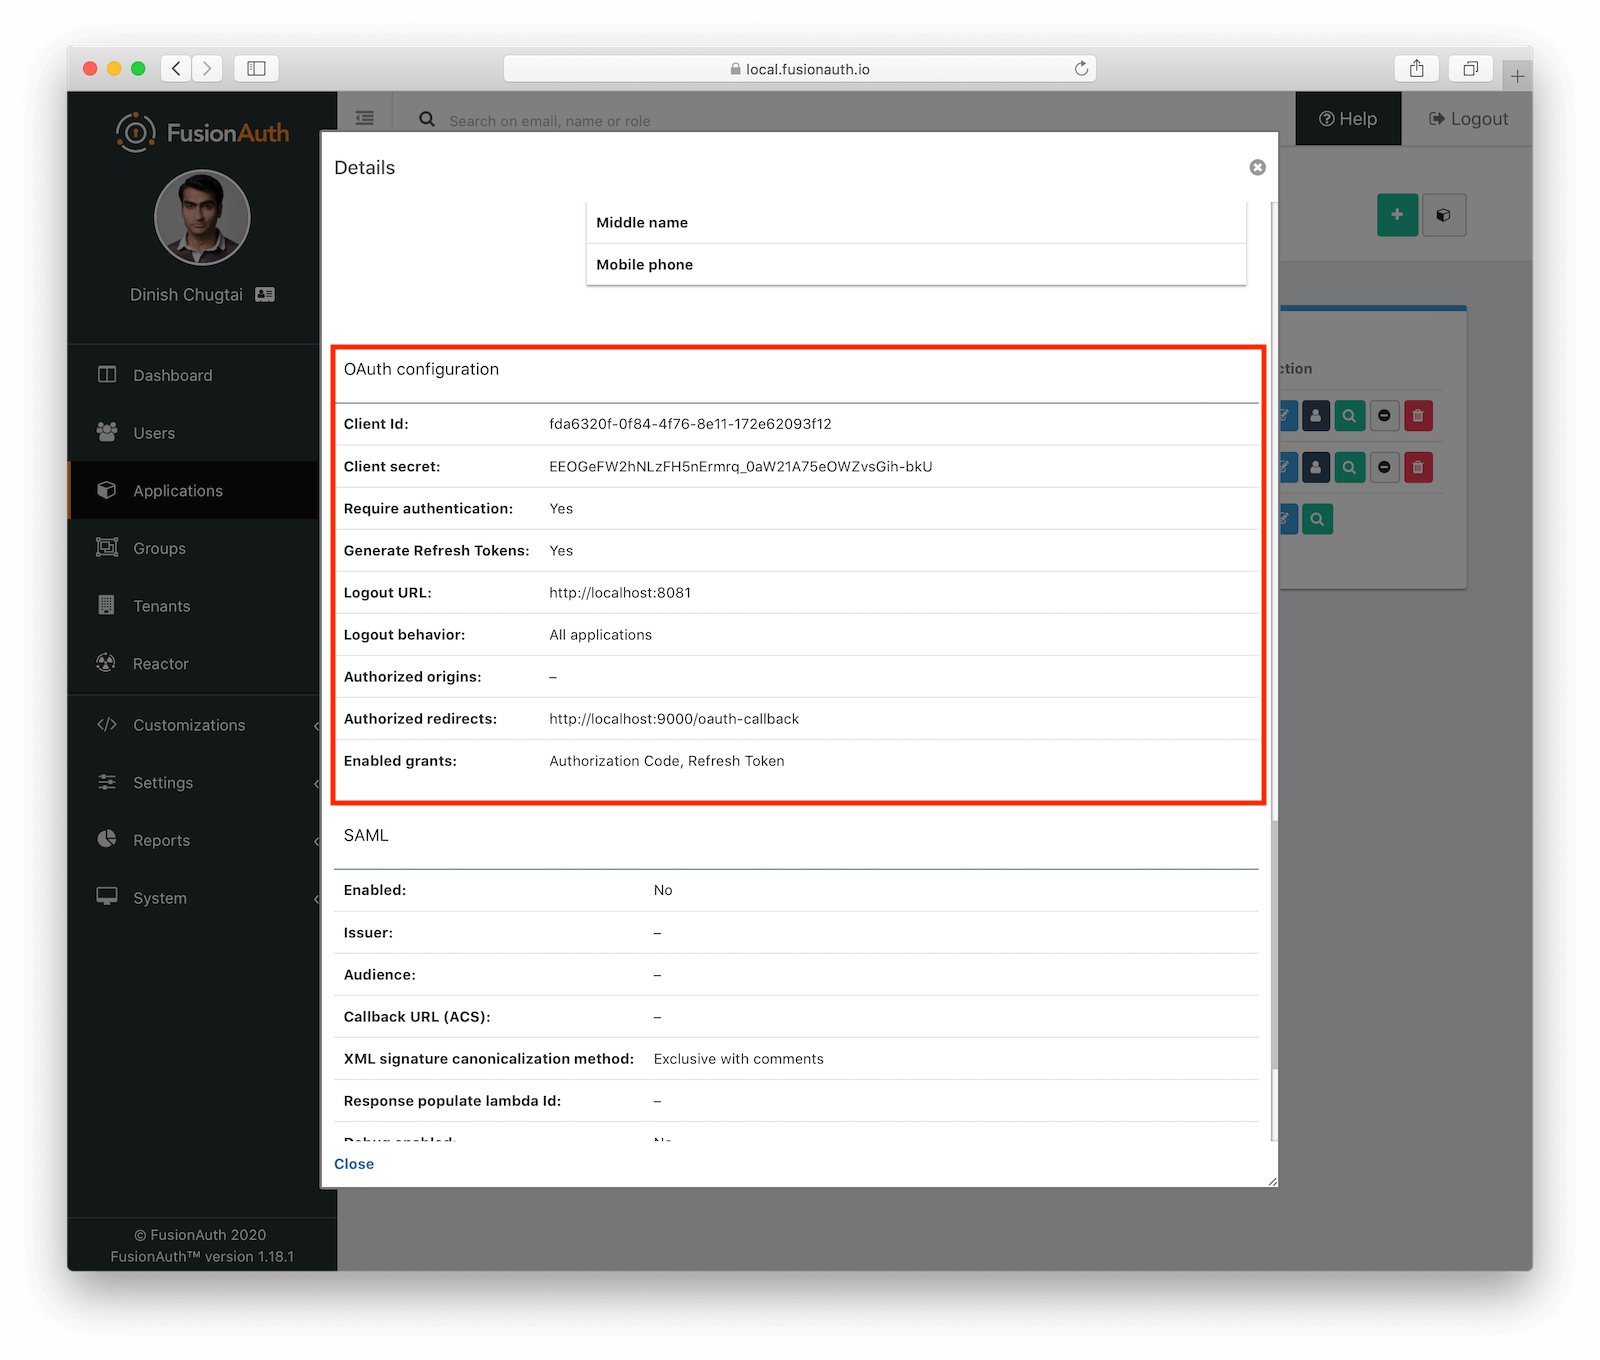 local.fusionauth.io
FusionAuth
Search on email, name or role
Help
Logout
Dinish Chugtai
Dashboard
Users
Applications
Groups
Tenants
Reactor
Customizations
Settings
Reports
System
© FusionAuth 2020
FusionAuth™ version 1.18.1
Details
Middle name
Mobile phone
OAuth configuration
Client Id: fda6320f-0f84-4f76-8e11-172e62093f12
Client secret: EEOGeFW2hNLzFH5nErmrq_0aW21A75eOWZvsGih-bkU
Require authentication: Yes
Generate Refresh Tokens: Yes
Logout URL: http://localhost:8081
Logout behavior: All applications
Authorized origins: –
Authorized redirects: http://localhost:9000/oauth-callback
Enabled grants: Authorization Code, Refresh Token
SAML
Enabled: No
Issuer: –
Audience: –
Callback URL (ACS): –
XML signature canonicalization method: Exclusive with comments
Response populate lambda Id: –
Debug enabled: No
Close
ction